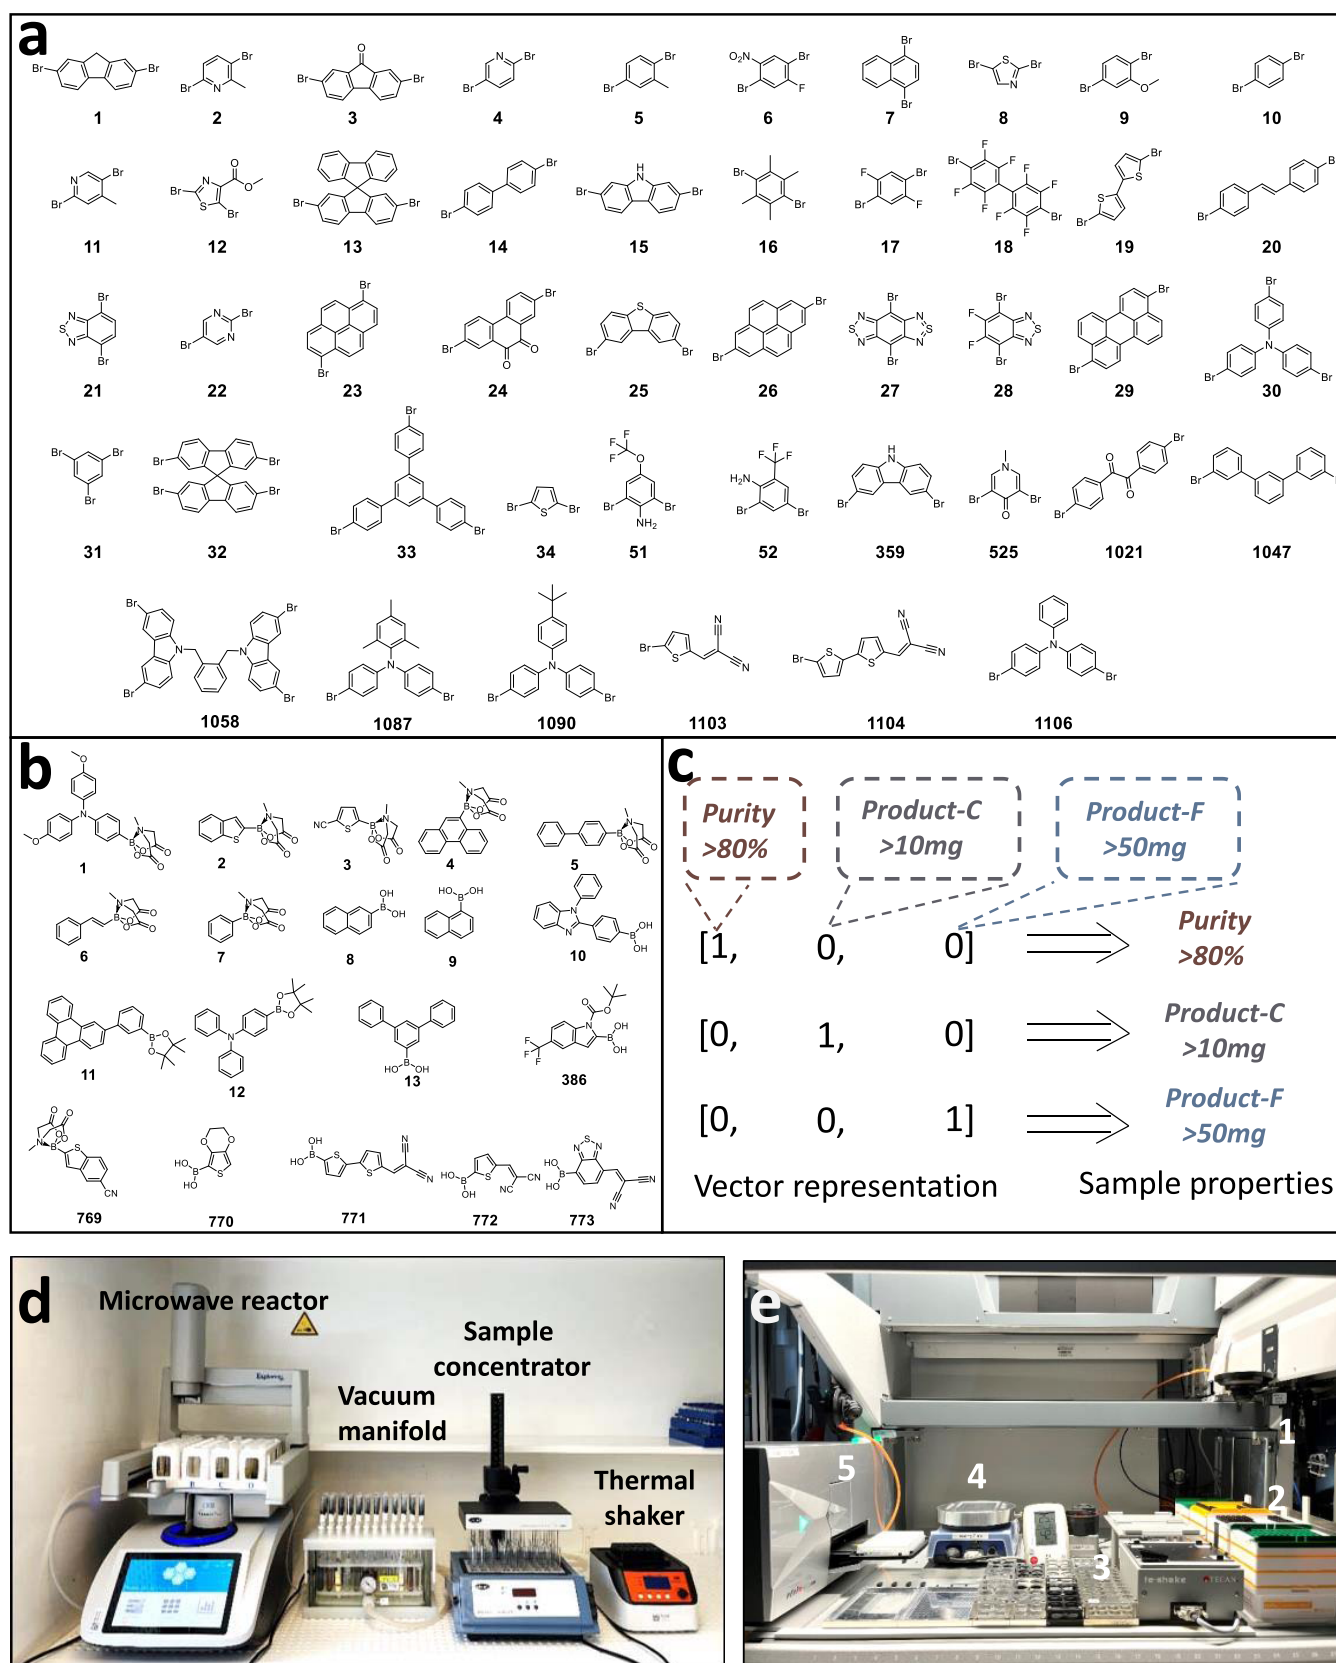 a
1 2 3 4 5 6 7 8 9 10
11 12 13 14 15 16 17 18 19 20
21 22 23 24 25 26 27 28 29 30
31 32 33 34 51 52 359 525 1021 1047
1058 1087 1090 1103 1104 1106
b
1 2 3 4 5
6 7 8 9 10
11 12 13 386
769 770 771 772 773
c
Purity
>80%
Product-C
>10mg
Product-F
>50mg
[1, 0, 0]
Purity
>80%
[0, 1, 0]
Product-C
>10mg
[0, 0, 1]
Product-F
>50mg
Vector representation
Sample properties
d
Microwave reactor
Sample
concentrator
Vacuum
manifold
Thermal
shaker
e
1
2
3
4
5
te-shake TECAN